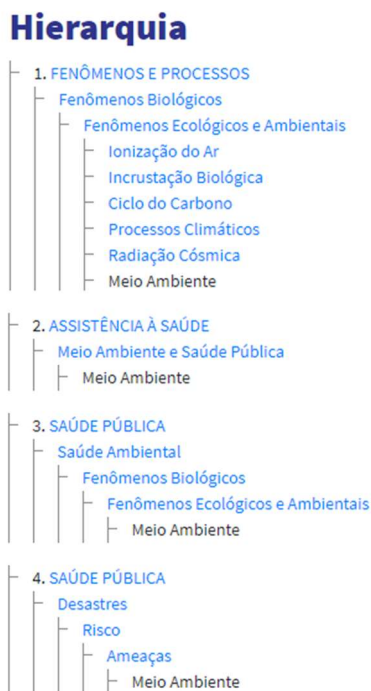 Hierarquia
1. FENÔMENOS E PROCESSOS
Fenômenos Biológicos
Fenômenos Ecológicos e Ambientais
Ionização do Ar
Incrustação Biológica
Ciclo do Carbono
Processos Climáticos
Radiação Cósmica
Meio Ambiente
2. ASSISTÊNCIA À SAÚDE
Meio Ambiente e Saúde Pública
Meio Ambiente
3. SAÚDE PÚBLICA
Saúde Ambiental
Fenômenos Biológicos
Fenômenos Ecológicos e Ambientais
Meio Ambiente
4. SAÚDE PÚBLICA
Desastres
Risco
Ameaças
Meio Ambiente